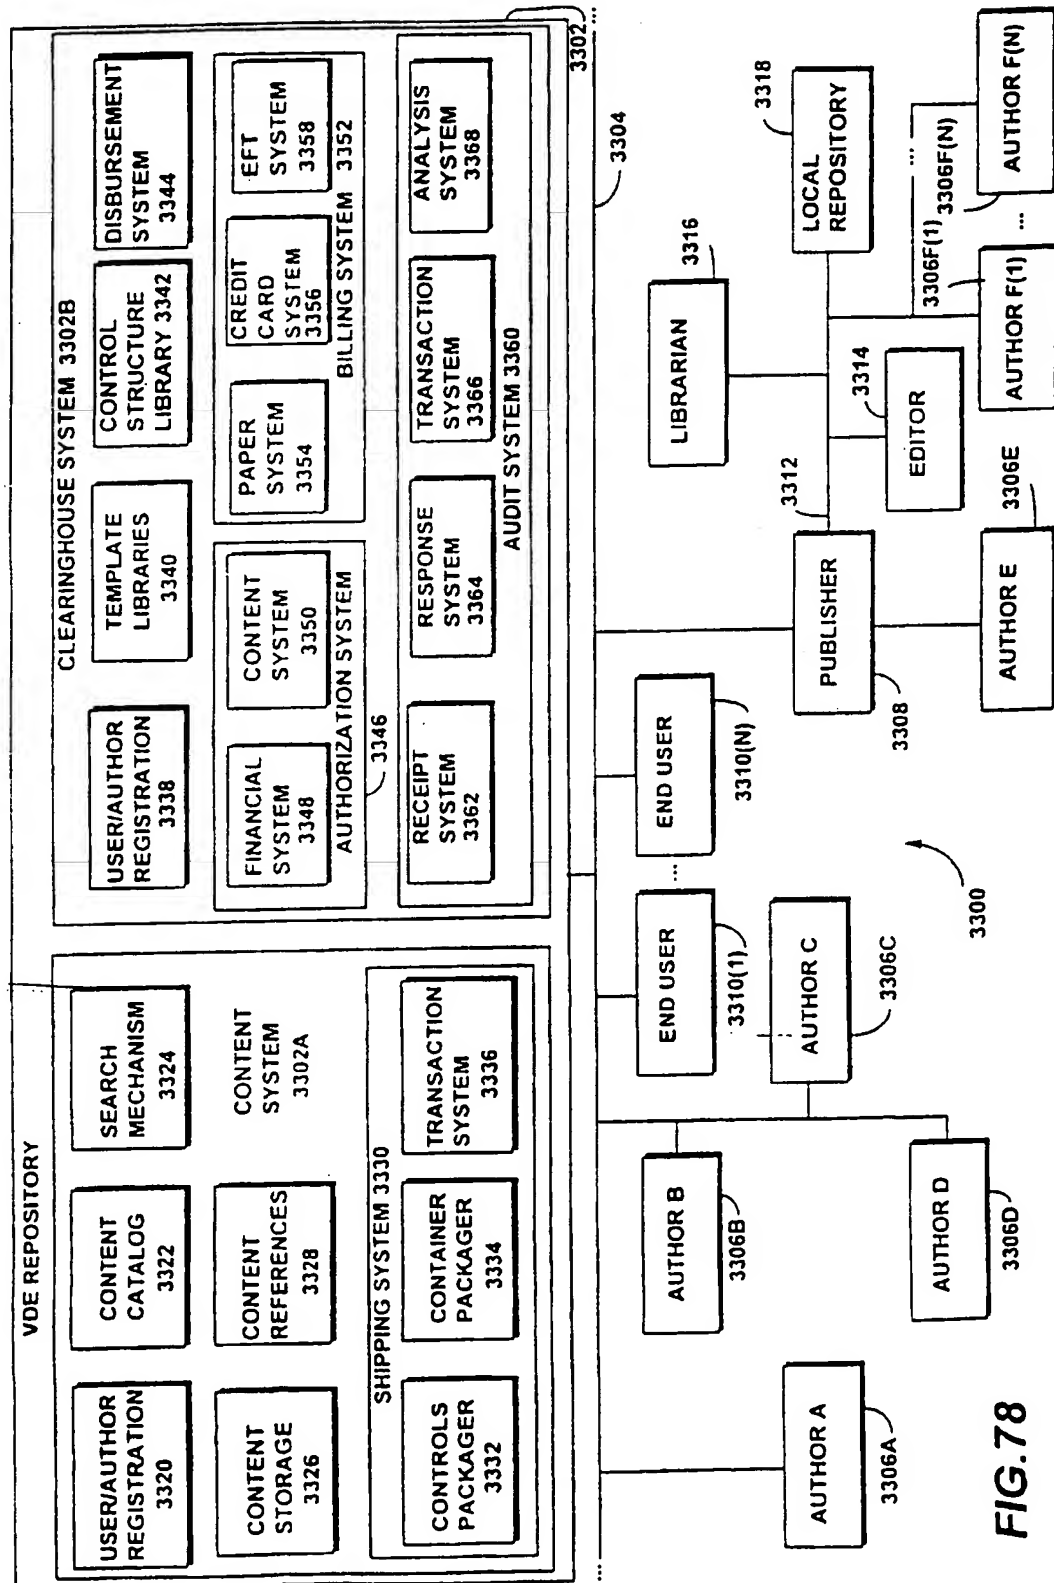 VDE REPOSITORY
USER/AUTHOR
REGISTRATION
3320
CONTENT
CATALOG
3322
SEARCH
MECHANISM
3324
CONTENT
STORAGE
3326
CONTENT
REFERENCES
3328
CONTENT
SYSTEM
3302A
SHIPPING SYSTEM 3330
CONTROLS
PACKAGER
3332
CONTAINER
PACKAGER
3334
TRANSACTION
SYSTEM
3336
CLEARINGHOUSE SYSTEM 3302B
USER/AUTHOR
REGISTRATION
3338
TEMPLATE
LIBRARIES
3340
CONTROL
STRUCTURE
LIBRARY 3342
DISBURSEMENT
SYSTEM
3344
FINANCIAL
SYSTEM
3348
CONTENT
SYSTEM
3350
AUTHORIZATION SYSTEM
3346
PAPER
SYSTEM
3354
CREDIT
CARD
SYSTEM
3356
EFT
SYSTEM
3358
BILLING SYSTEM 3352
RECEIPT
SYSTEM
3362
RESPONSE
SYSTEM
3364
TRANSACTION
SYSTEM
3366
ANALYSIS
SYSTEM
3368
AUDIT SYSTEM 3360
3302
...
...
3304
AUTHOR A
3306A
AUTHOR B
3306B
AUTHOR C
3306C
AUTHOR D
3306D
END USER
3310(1)
...
END USER
3310(N)
PUBLISHER
3308
3312
LIBRARIAN
3316
LOCAL
REPOSITORY
3318
EDITOR
3314
AUTHOR E
3306E
AUTHOR F(1)
3306F(1)
...
...
AUTHOR F(N)
3306F(N)
3300
FIG.78